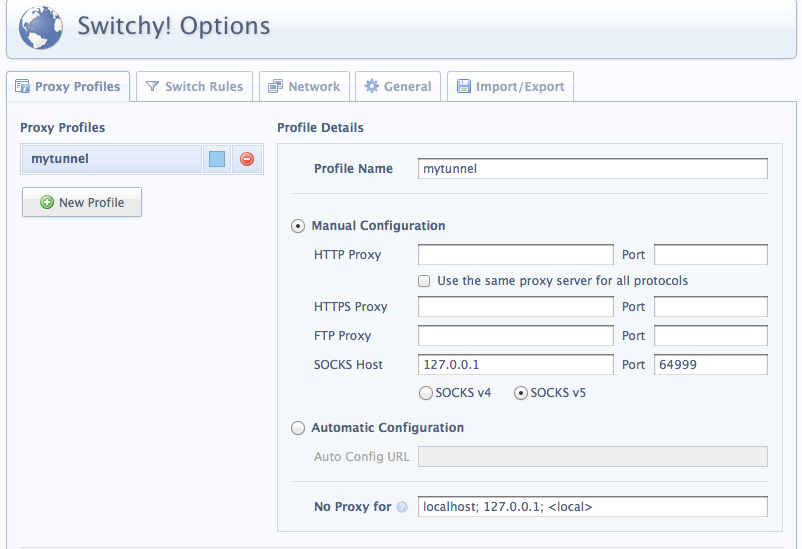 Switchy! Options
Proxy Profiles Switch Rules Network General Import/Export
Proxy Profiles
mytunnel
New Profile
Profile Details
Profile Name mytunnel
Manual Configuration
HTTP Proxy Port
Use the same proxy server for all protocols
HTTPS Proxy Port
FTP Proxy Port
SOCKS Host 127.0.0.1 Port 64999
SOCKS v4 SOCKS v5
Automatic Configuration
Auto Config URL
No Proxy for ? localhost; 127.0.0.1; <local>